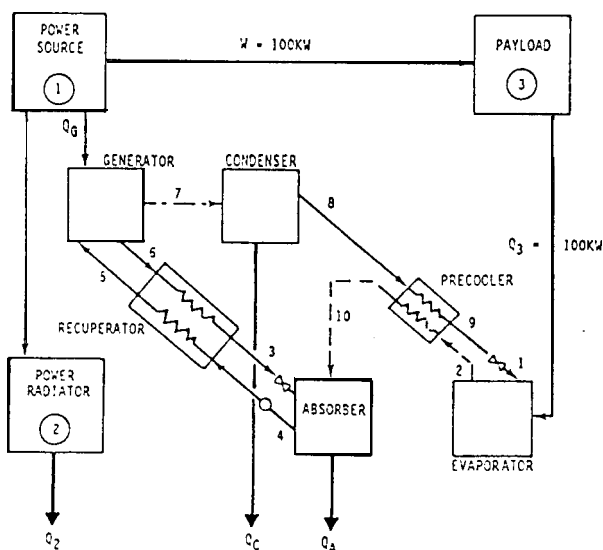 POWER
SOURCE
1
W = 100KW
PAYLOAD
3
Q_G
GENERATOR
CONDENSER
7
8
Q_3 = 100KW
5
6
PRECOOLER
10
9
RECUPERATOR
3
2
1
POWER
RADIATOR
2
4
ABSORBER
EVAPORATOR
Q_2
Q_C
Q_A